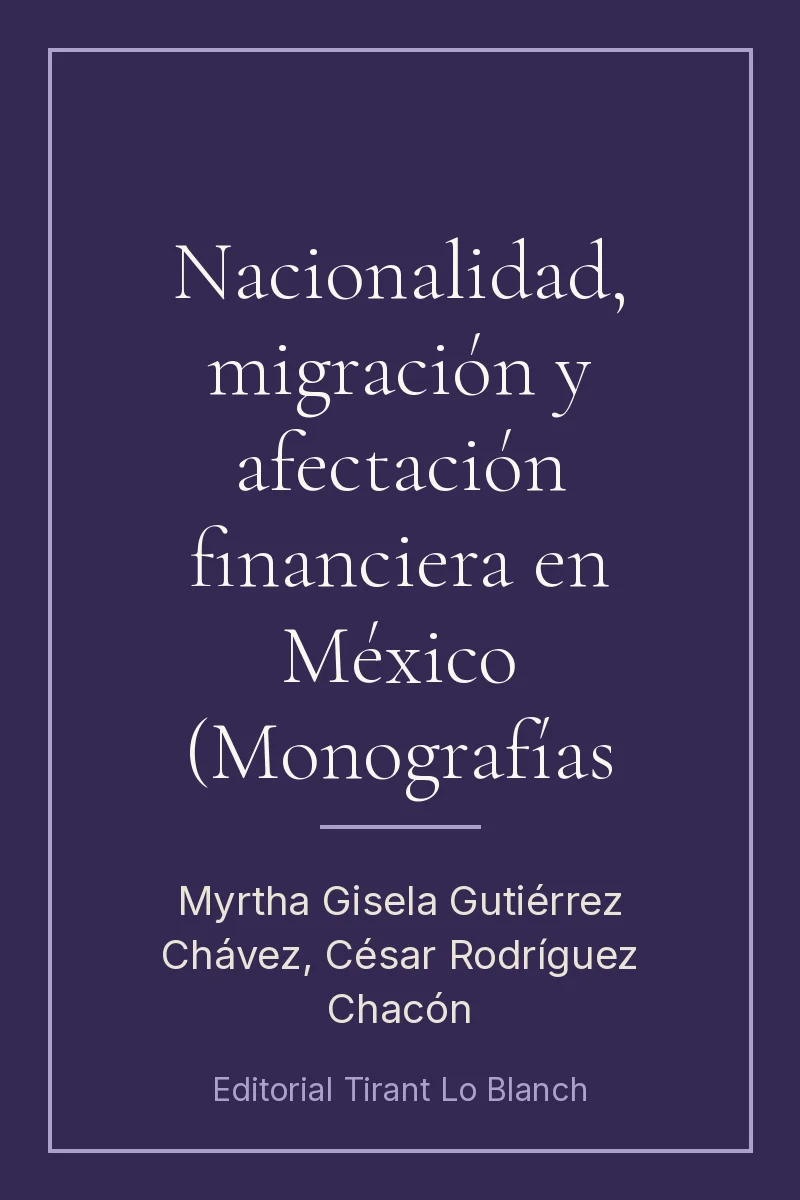 Nacionalidad,
migración y
afectación
financiera en
México
(Monografías
Myrtha Gisela Gutiérrez
Chávez, César Rodríguez
Chacón
Editorial Tirant Lo Blanch